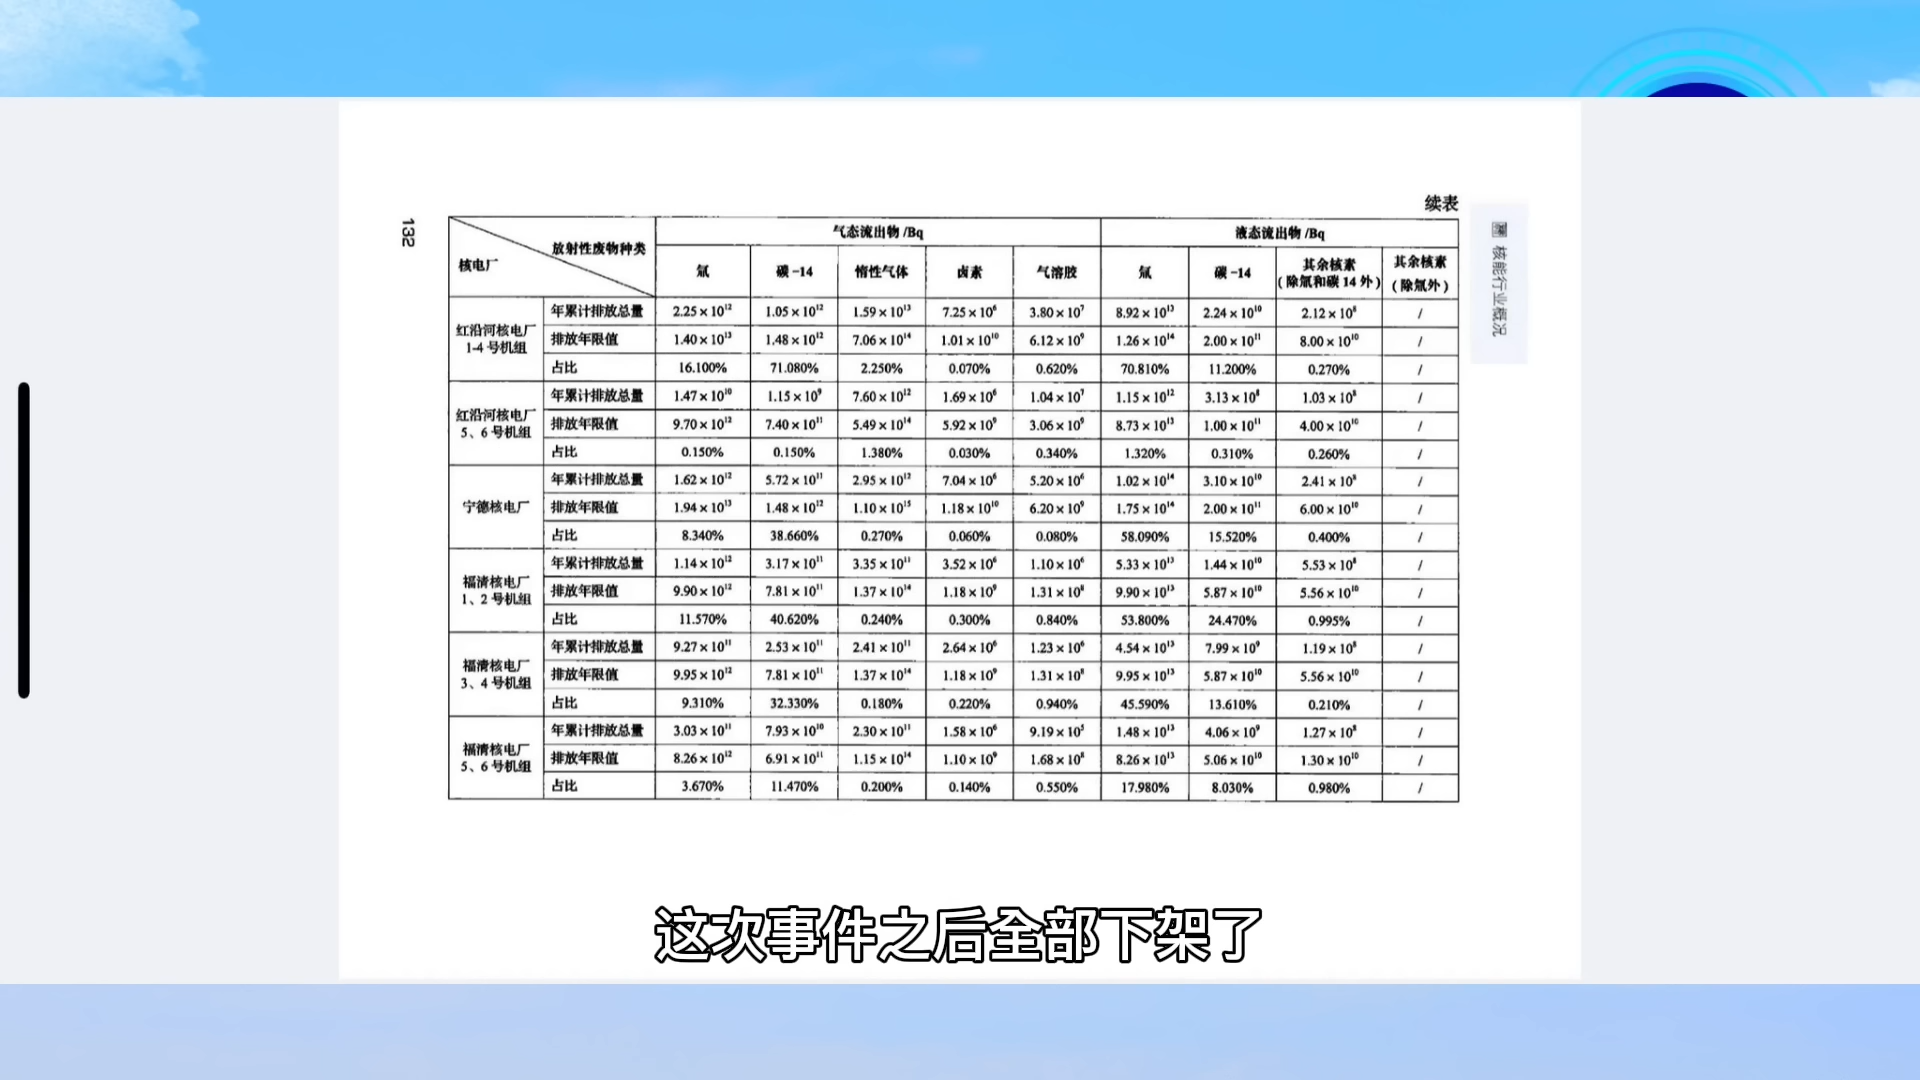 续表
132
核能行业概况
放射性废物种类
核电厂
气态流出物/Bq
液态流出物/Bq
氚 碳-14 惰性气体 卤素 气溶胶 氚 碳-14 其余核素(除氚和碳14外) 其余核素(除氚外)
红沿河核电厂
1-4号机组
年累计排放总量 2.25×10¹² 1.05×10¹² 1.59×10¹³ 7.25×10⁶ 3.80×10⁷ 8.92×10¹³ 2.24×10¹⁰ 2.12×10⁸ /
排放年限值 1.40×10¹³ 1.48×10¹² 7.06×10¹⁴ 1.01×10¹⁰ 6.12×10⁹ 1.26×10¹⁴ 2.00×10¹¹ 8.00×10¹⁰ /
占比 16.100% 71.080% 2.250% 0.070% 0.620% 70.810% 11.200% 0.270% /
红沿河核电厂
5、6号机组
年累计排放总量 1.47×10¹⁰ 1.15×10⁹ 7.60×10¹² 1.69×10⁶ 1.04×10⁷ 1.15×10¹² 3.13×10⁸ 1.03×10⁸ /
排放年限值 9.70×10¹² 7.40×10¹¹ 5.49×10¹⁴ 5.92×10⁹ 3.06×10⁹ 8.73×10¹³ 1.00×10¹¹ 4.00×10¹⁰ /
占比 0.150% 0.150% 1.380% 0.030% 0.340% 1.320% 0.310% 0.260% /
宁德核电厂
年累计排放总量 1.62×10¹² 5.72×10¹¹ 2.95×10¹² 7.04×10⁶ 5.20×10⁶ 1.02×10¹⁴ 3.10×10¹⁰ 2.41×10⁸ /
排放年限值 1.94×10¹³ 1.48×10¹² 1.10×10¹⁵ 1.18×10¹⁰ 6.20×10⁹ 1.75×10¹⁴ 2.00×10¹¹ 6.00×10¹⁰ /
占比 8.340% 38.660% 0.270% 0.060% 0.080% 58.090% 15.520% 0.400% /
福清核电厂
1、2号机组
年累计排放总量 1.14×10¹² 3.17×10¹¹ 3.35×10¹¹ 3.52×10⁶ 1.10×10⁶ 5.33×10¹³ 1.44×10¹⁰ 5.53×10⁸ /
排放年限值 9.90×10¹² 7.81×10¹¹ 1.37×10¹⁴ 1.18×10⁹ 1.31×10⁸ 9.90×10¹³ 5.87×10¹⁰ 5.56×10¹⁰ /
占比 11.570% 40.620% 0.240% 0.300% 0.840% 53.800% 24.470% 0.995% /
福清核电厂
3、4号机组
年累计排放总量 9.27×10¹¹ 2.53×10¹¹ 2.41×10¹¹ 2.64×10⁶ 1.23×10⁶ 4.54×10¹³ 7.99×10⁹ 1.19×10⁸ /
排放年限值 9.95×10¹² 7.81×10¹¹ 1.37×10¹⁴ 1.18×10⁹ 1.31×10⁸ 9.95×10¹³ 5.87×10¹⁰ 5.56×10¹⁰ /
占比 9.310% 32.330% 0.180% 0.220% 0.940% 45.590% 13.610% 0.210% /
福清核电厂
5、6号机组
年累计排放总量 3.03×10¹¹ 7.93×10¹⁰ 2.30×10¹¹ 1.58×10⁶ 9.19×10⁵ 1.48×10¹³ 4.06×10⁹ 1.27×10⁸ /
排放年限值 8.26×10¹² 6.91×10¹¹ 1.15×10¹⁴ 1.10×10⁹ 1.68×10⁸ 8.26×10¹³ 5.06×10¹⁰ 1.30×10¹⁰ /
占比 3.670% 11.470% 0.200% 0.140% 0.550% 17.980% 8.030% 0.980% /
这次事件之后全部下架了